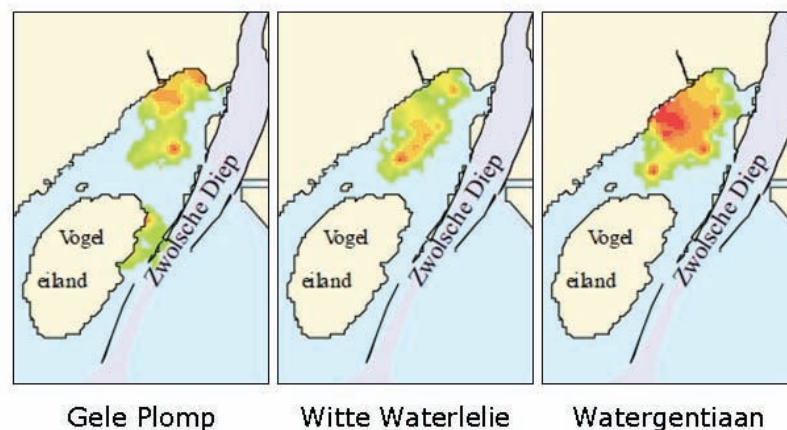 Vogel
eiland
Zwolsche Diep
Vogel
eiland
Zwolsche Diep
Vogel
eiland
Zwolsche Diep
Gele Plomp
Witte Waterlelie
Watergentiaan